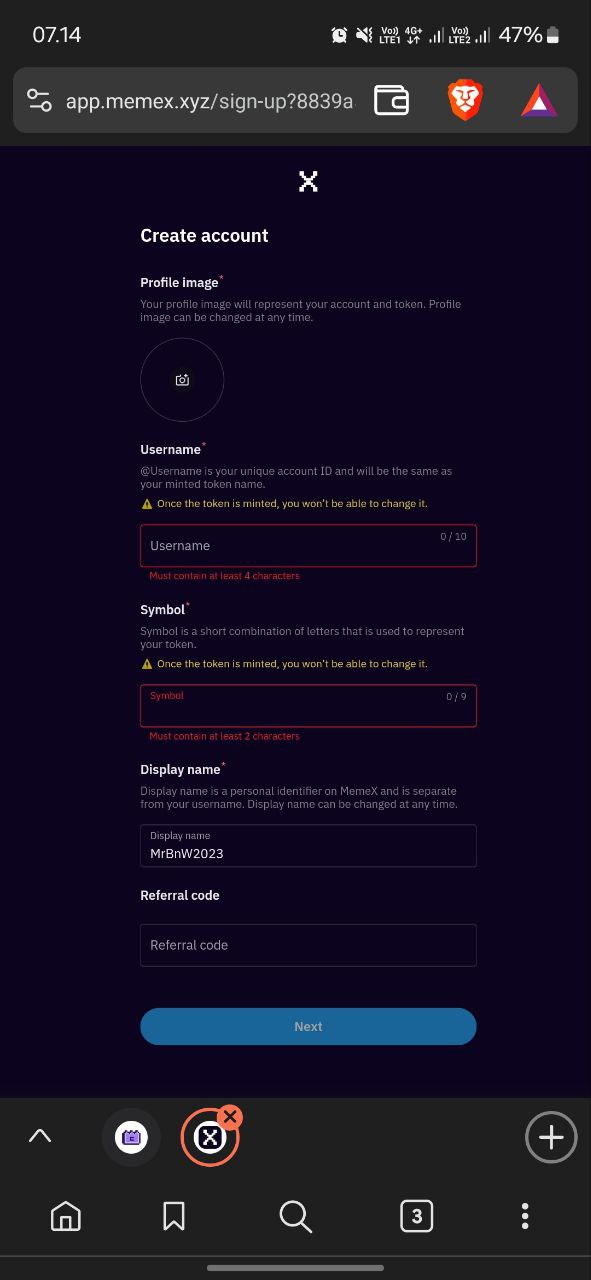 07.14
Vo)) LTE1 4G+ Vo)) LTE2 47%
app.memex.xyz/sign-up?8839a
Create account
Profile image*
Your profile image will represent your account and token. Profile
image can be changed at any time.
Username*
@Username is your unique account ID and will be the same as
your minted token name.
Once the token is minted, you won't be able to change it.
0 / 10
Username
Must contain at least 4 characters
Symbol*
Symbol is a short combination of letters that is used to represent
your token.
Once the token is minted, you won't be able to change it.
Symbol 0 / 9
Must contain at least 2 characters
Display name*
Display name is a personal identifier on MemeX and is separate
from your username. Display name can be changed at any time.
Display name
MrBnW2023
Referral code
Referral code
Next
3